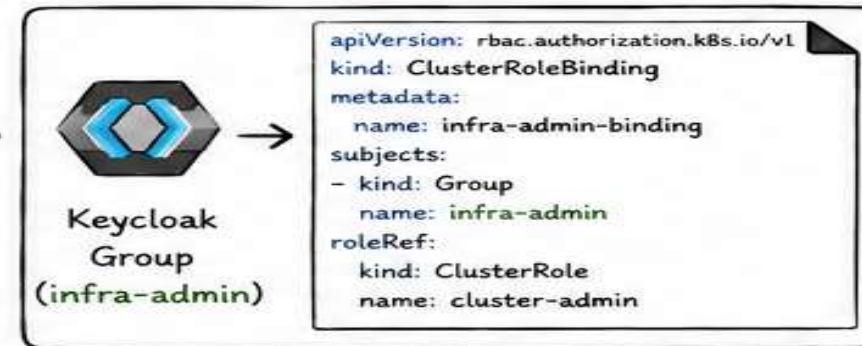 Keycloak
Group
(infra-admin)
apiVersion: rbac.authorization.k8s.io/v1
kind: ClusterRoleBinding
metadata:
  name: infra-admin-binding
subjects:
- kind: Group
  name: infra-admin
roleRef:
  kind: ClusterRole
  name: cluster-admin